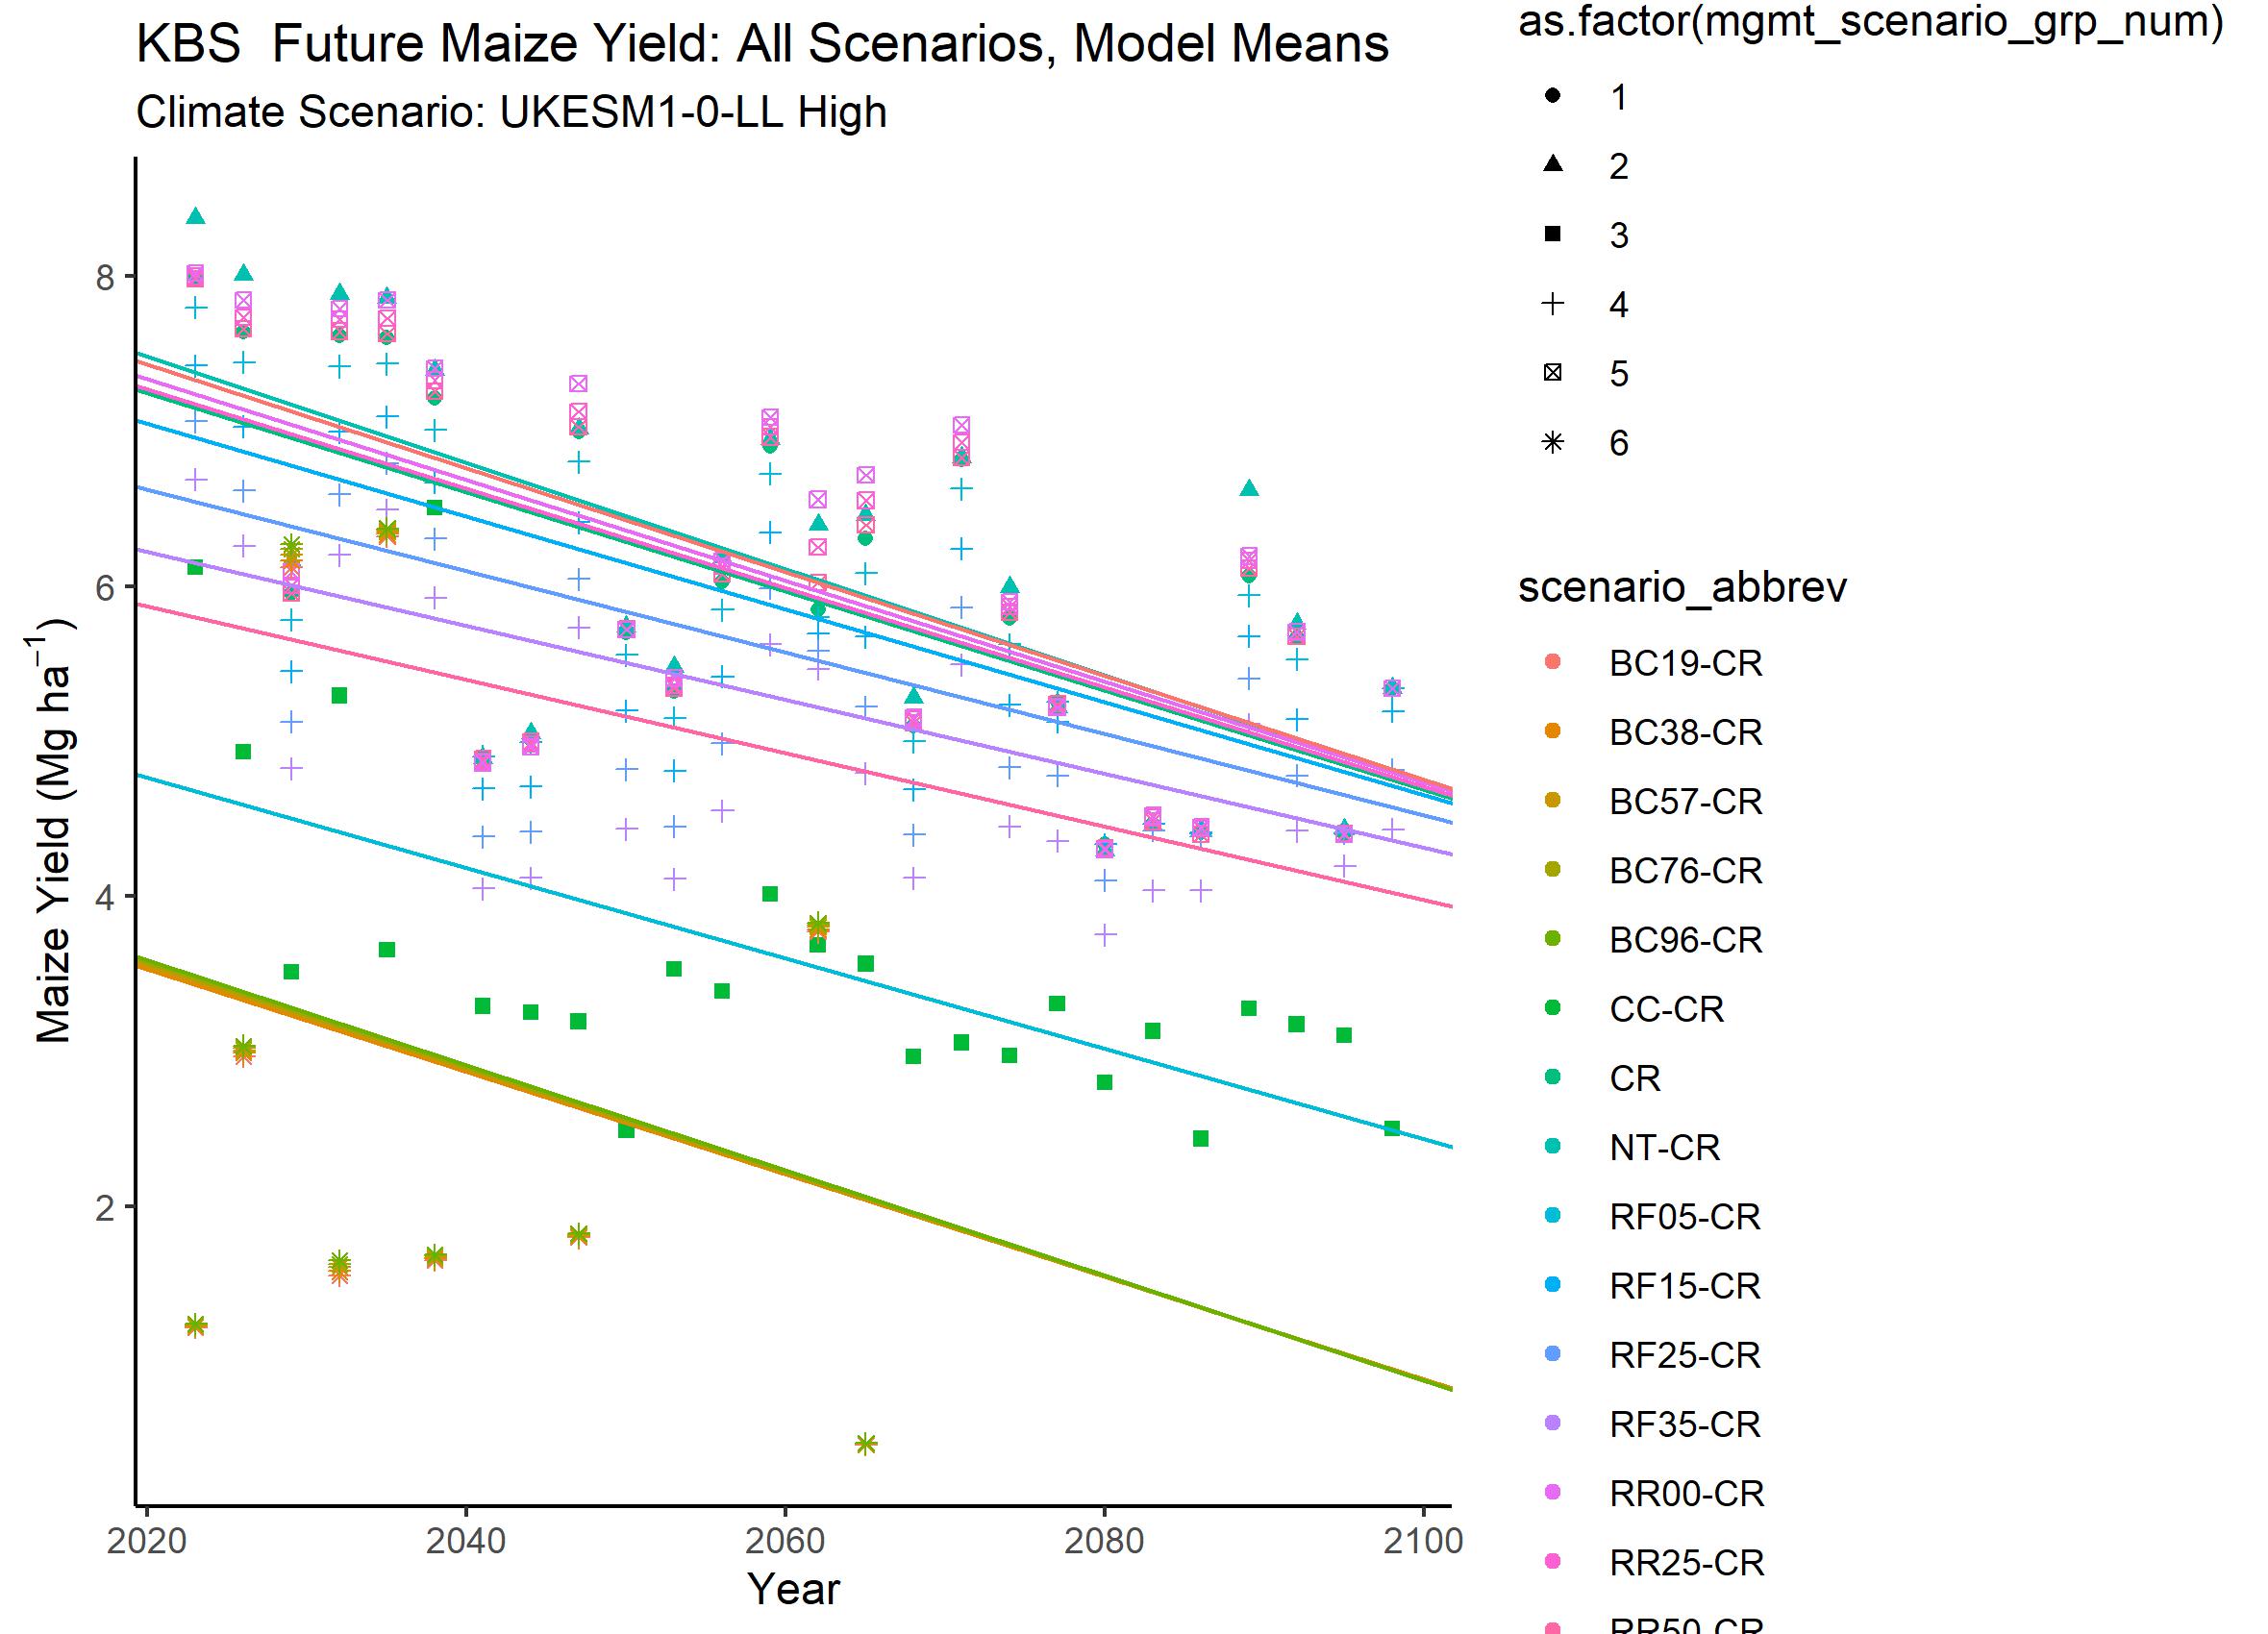 KBS  Future Maize Yield: All Scenarios, Model Means
Climate Scenario: UKESM1-0-LL High
8
6
4
2
Maize Yield (Mg ha⁻¹)
2020
2040
2060
2080
2100
Year
as.factor(mgmt_scenario_grp_num)
1
2
3
4
5
6
scenario_abbrev
BC19-CR
BC38-CR
BC57-CR
BC76-CR
BC96-CR
CC-CR
CR
NT-CR
RF05-CR
RF15-CR
RF25-CR
RF35-CR
RR00-CR
RR25-CR
RR50-CR